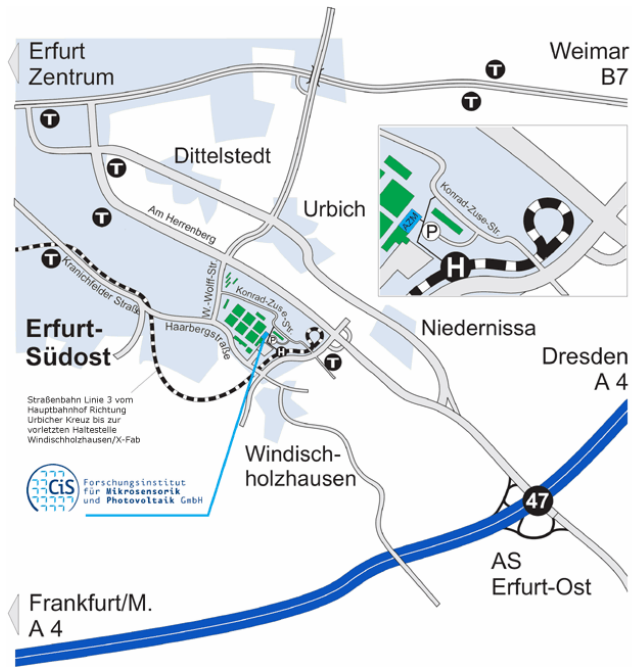 Erfurt
Zentrum
Weimar
B7
T
T
T
T
T
T
T
Dittelstedt
Urbich
Am Herrenberg
Konrad-Zuse-Str
AZM
P
H
Kranichfelder Straße
W.-Wolff-Str
Konrad-Zuse-Str.
Haarbergstraße
P
H
Erfurt-
Südost
Niedernissa
Dresden
A 4
Straßenbahn Linie 3 vom
Hauptbahnhof Richtung
Urbicher Kreuz bis zur
vorletzten Haltestelle
Windischholzhausen/X-Fab
Windisch-
holzhausen
CiS
Forschungsinstitut
für Mikrosensorik
und Photovoltaik GmbH
47
AS
Erfurt-Ost
Frankfurt/M.
A 4